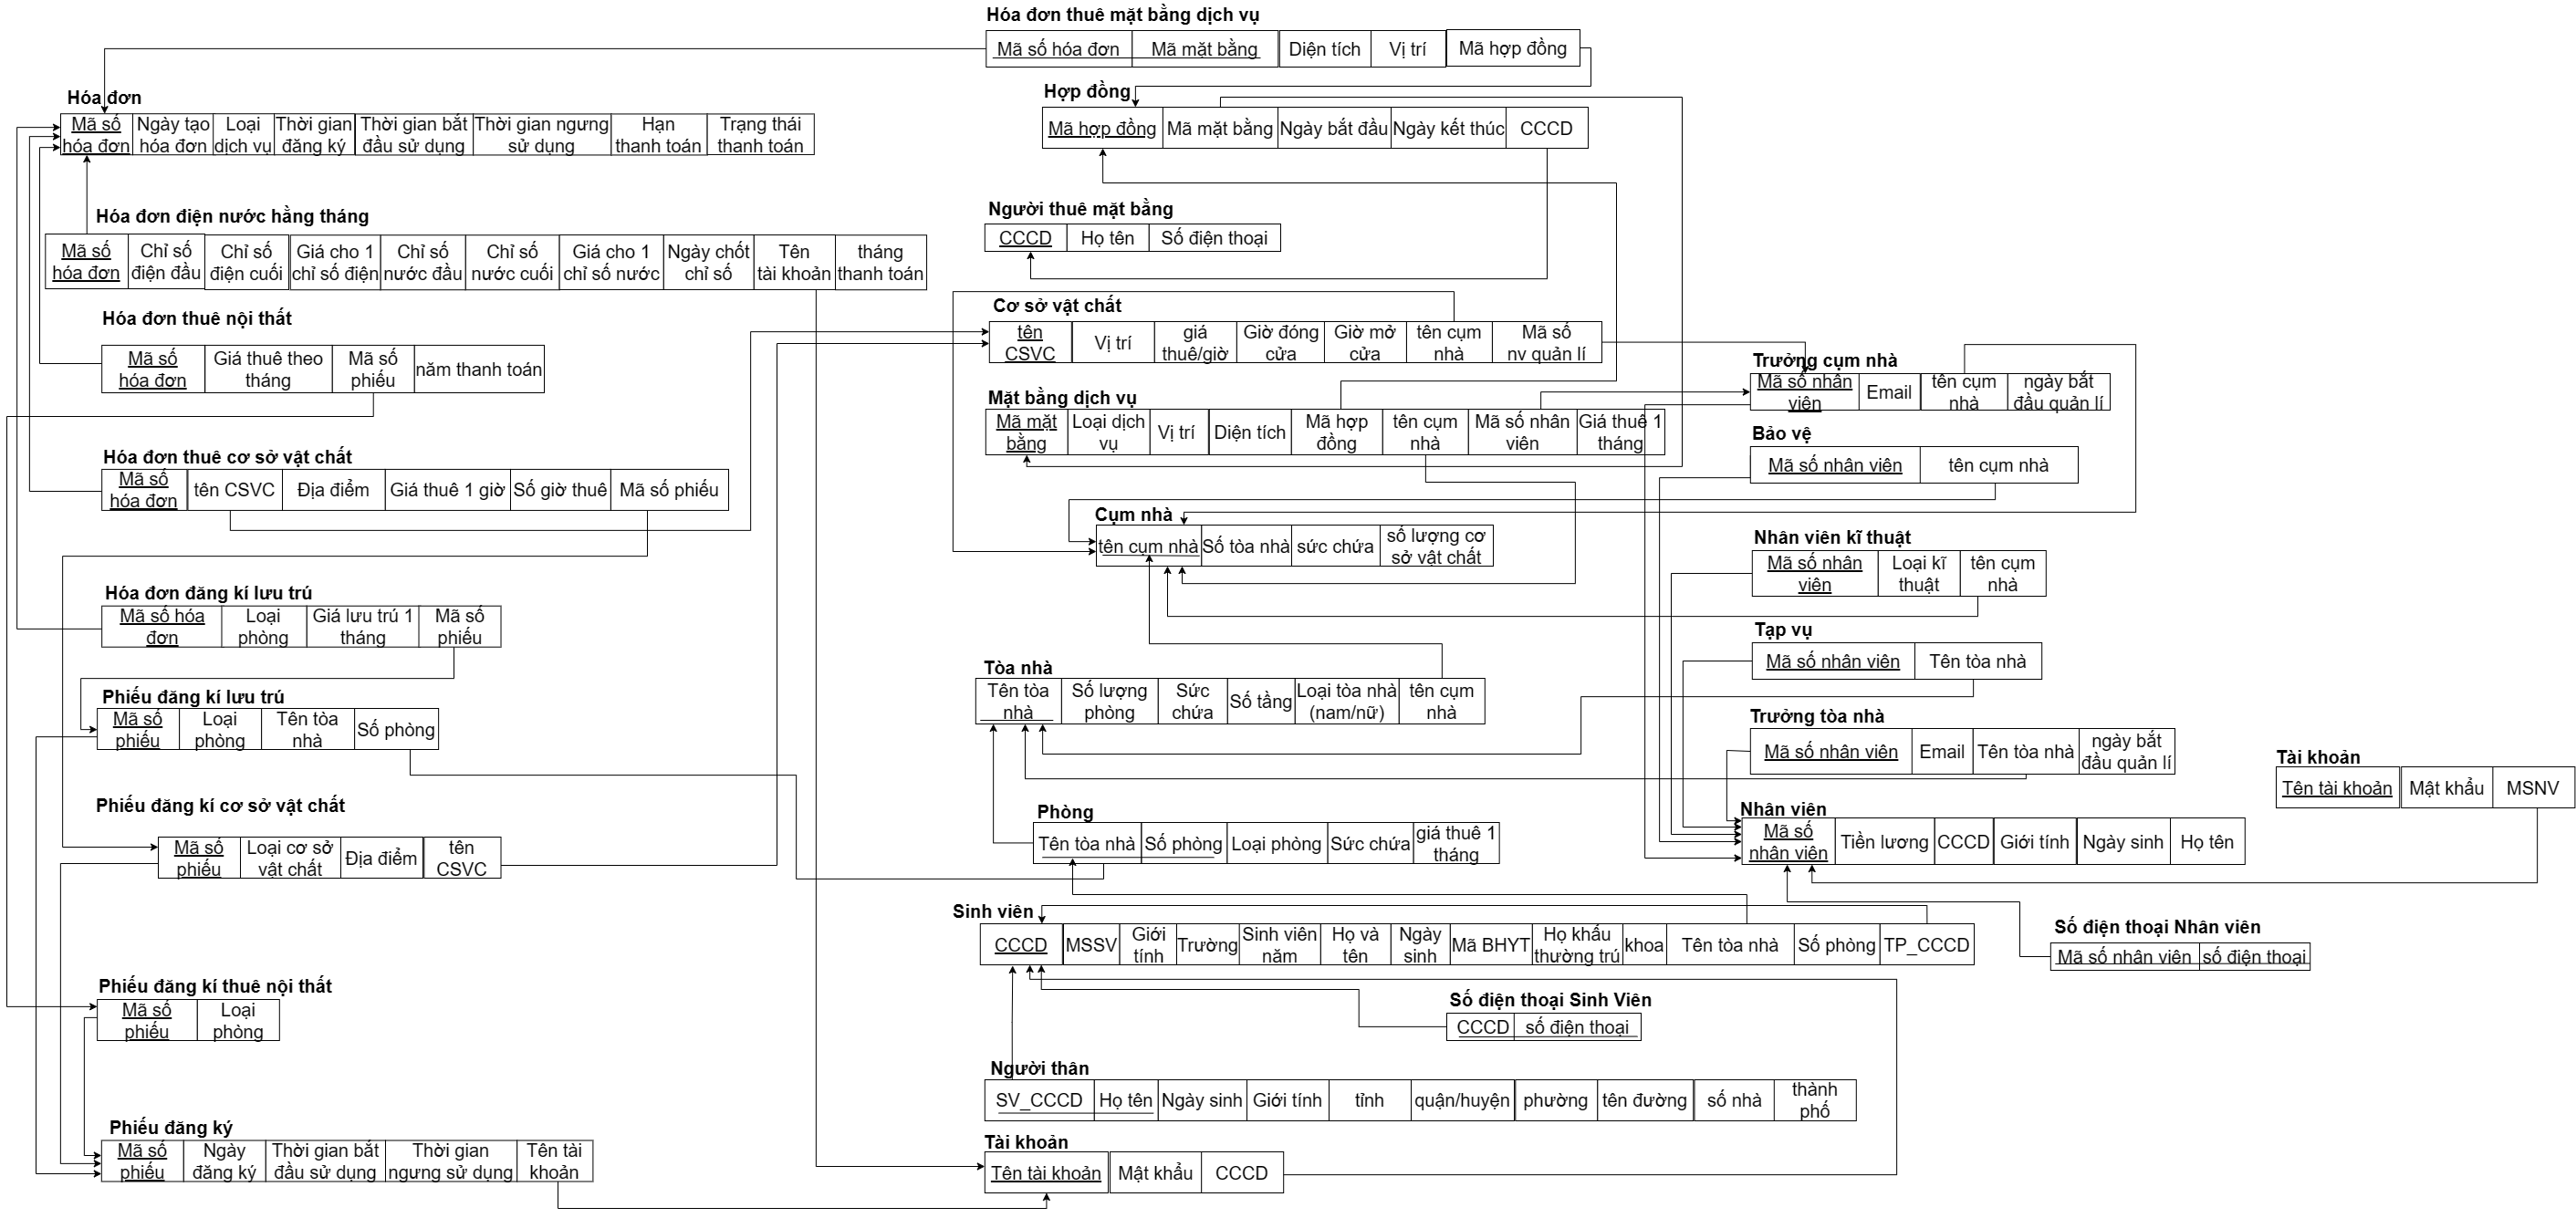 Hóa đơn thuê mặt bằng dịch vụ
Mã số hóa đơn Mã mặt bằng Diện tích Vị trí Mã hợp đồng
Hóa đơn
Mã số hóa đơn Ngày tạo hóa đơn Loại dịch vụ Thời gian đăng ký Thời gian bắt đầu sử dụng Thời gian ngưng sử dụng Hạn thanh toán Trạng thái thanh toán
Hợp đồng
Mã hợp đồng Mã mặt bằng Ngày bắt đầu Ngày kết thúc CCCD
Hóa đơn điện nước hằng tháng
Mã số hóa đơn Chỉ số điện đầu Chỉ số điện cuối Giá cho 1 chỉ số điện Chỉ số nước đầu Chỉ số nước cuối Giá cho 1 chỉ số nước Ngày chốt chỉ số Tên tài khoản tháng thanh toán
Người thuê mặt bằng
CCCD Họ tên Số điện thoại
Hóa đơn thuê nội thất
Mã số hóa đơn Giá thuê theo tháng Mã số phiếu năm thanh toán
Cơ sở vật chất
tên CSVC Vị trí giá thuê/giờ Giờ đóng cửa Giờ mở cửa tên cụm nhà Mã số nv quản lí
Trưởng cụm nhà
Mã số nhân viên Email tên cụm nhà ngày bắt đầu quản lí
Mặt bằng dịch vụ
Mã mặt bằng Loại dịch vụ Vị trí Diện tích Mã hợp đồng tên cụm nhà Mã số nhân viên Giá thuê 1 tháng
Bảo vệ
Mã số nhân viên tên cụm nhà
Hóa đơn thuê cơ sở vật chất
Mã số hóa đơn tên CSVC Địa điểm Giá thuê 1 giờ Số giờ thuê Mã số phiếu
Cụm nhà
tên cụm nhà Số tòa nhà sức chứa số lượng cơ sở vật chất
Nhân viên kĩ thuật
Mã số nhân viên Loại kĩ thuật tên cụm nhà
Hóa đơn đăng kí lưu trú
Mã số hóa đơn Loại phòng Giá lưu trú 1 tháng Mã số phiếu
Tạp vụ
Mã số nhân viên Tên tòa nhà
Tòa nhà
Tên tòa nhà Số lượng phòng Sức chứa Số tầng Loại tòa nhà (nam/nữ) tên cụm nhà
Phiếu đăng kí lưu trú
Mã số phiếu Loại phòng Tên tòa nhà Số phòng
Trưởng tòa nhà
Mã số nhân viên Email Tên tòa nhà ngày bắt đầu quản lí
Tài khoản
Tên tài khoản Mật khẩu MSNV
Phiếu đăng kí cơ sở vật chất
Mã số phiếu Loại cơ sở vật chất Địa điểm tên CSVC
Phòng
Tên tòa nhà Số phòng Loại phòng Sức chứa giá thuê 1 tháng
Nhân viên
Mã số nhân viên Tiền lương CCCD Giới tính Ngày sinh Họ tên
Sinh viên
CCCD MSSV Giới tính Trường Sinh viên năm Họ và tên Ngày sinh Mã BHYT Họ khẩu thường trú khoa Tên tòa nhà Số phòng TP_CCCD
Số điện thoại Nhân viên
Mã số nhân viên số điện thoại
Phiếu đăng kí thuê nội thất
Mã số phiếu Loại phòng
Số điện thoại Sinh Viên
CCCD số điện thoại
Người thân
SV_CCCD Họ tên Ngày sinh Giới tính tỉnh quận/huyện phường tên đường số nhà thành phố
Phiếu đăng ký
Mã số phiếu Ngày đăng ký Thời gian bắt đầu sử dụng Thời gian ngưng sử dụng Tên tài khoản
Tài khoản
Tên tài khoản Mật khẩu CCCD